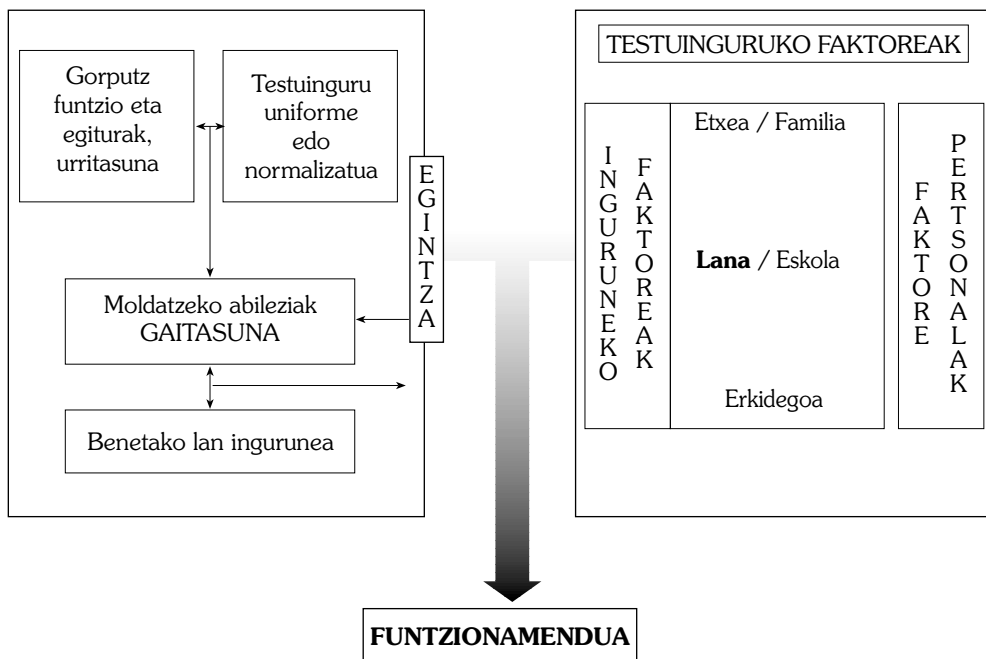 Gorputz
funtzio eta
egiturak,
urritasuna
Testuinguru
uniforme
edo
normalizatua
EGINTZA
Moldatzeko abileziak
GAITASUNA
Benetako lan ingurunea
TESTUINGURUKO FAKTOREAK
INGURUNEKO
FAKTOREAK
Etxea / Familia
Lana / Eskola
Erkidegoa
FAKTORE
PERTSONALAK
FUNTZIONAMENDUA